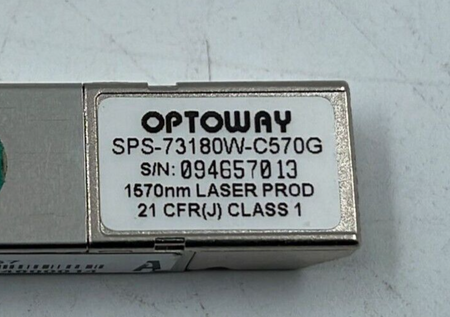 OPTOWAY
SPS-73180W-C570G
S/N: 094657013
1570nm LASER PROD
21 CFR(J) CLASS 1
A